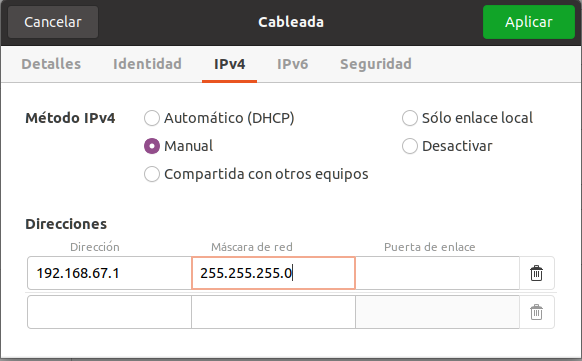 Cancelar Cableada Aplicar
Detalles Identidad IPv4 IPv6 Seguridad
Método IPv4 Automático (DHCP) Sólo enlace local
Manual Desactivar
Compartida con otros equipos
Direcciones
Dirección Máscara de red Puerta de enlace
192.168.67.1 255.255.255.0